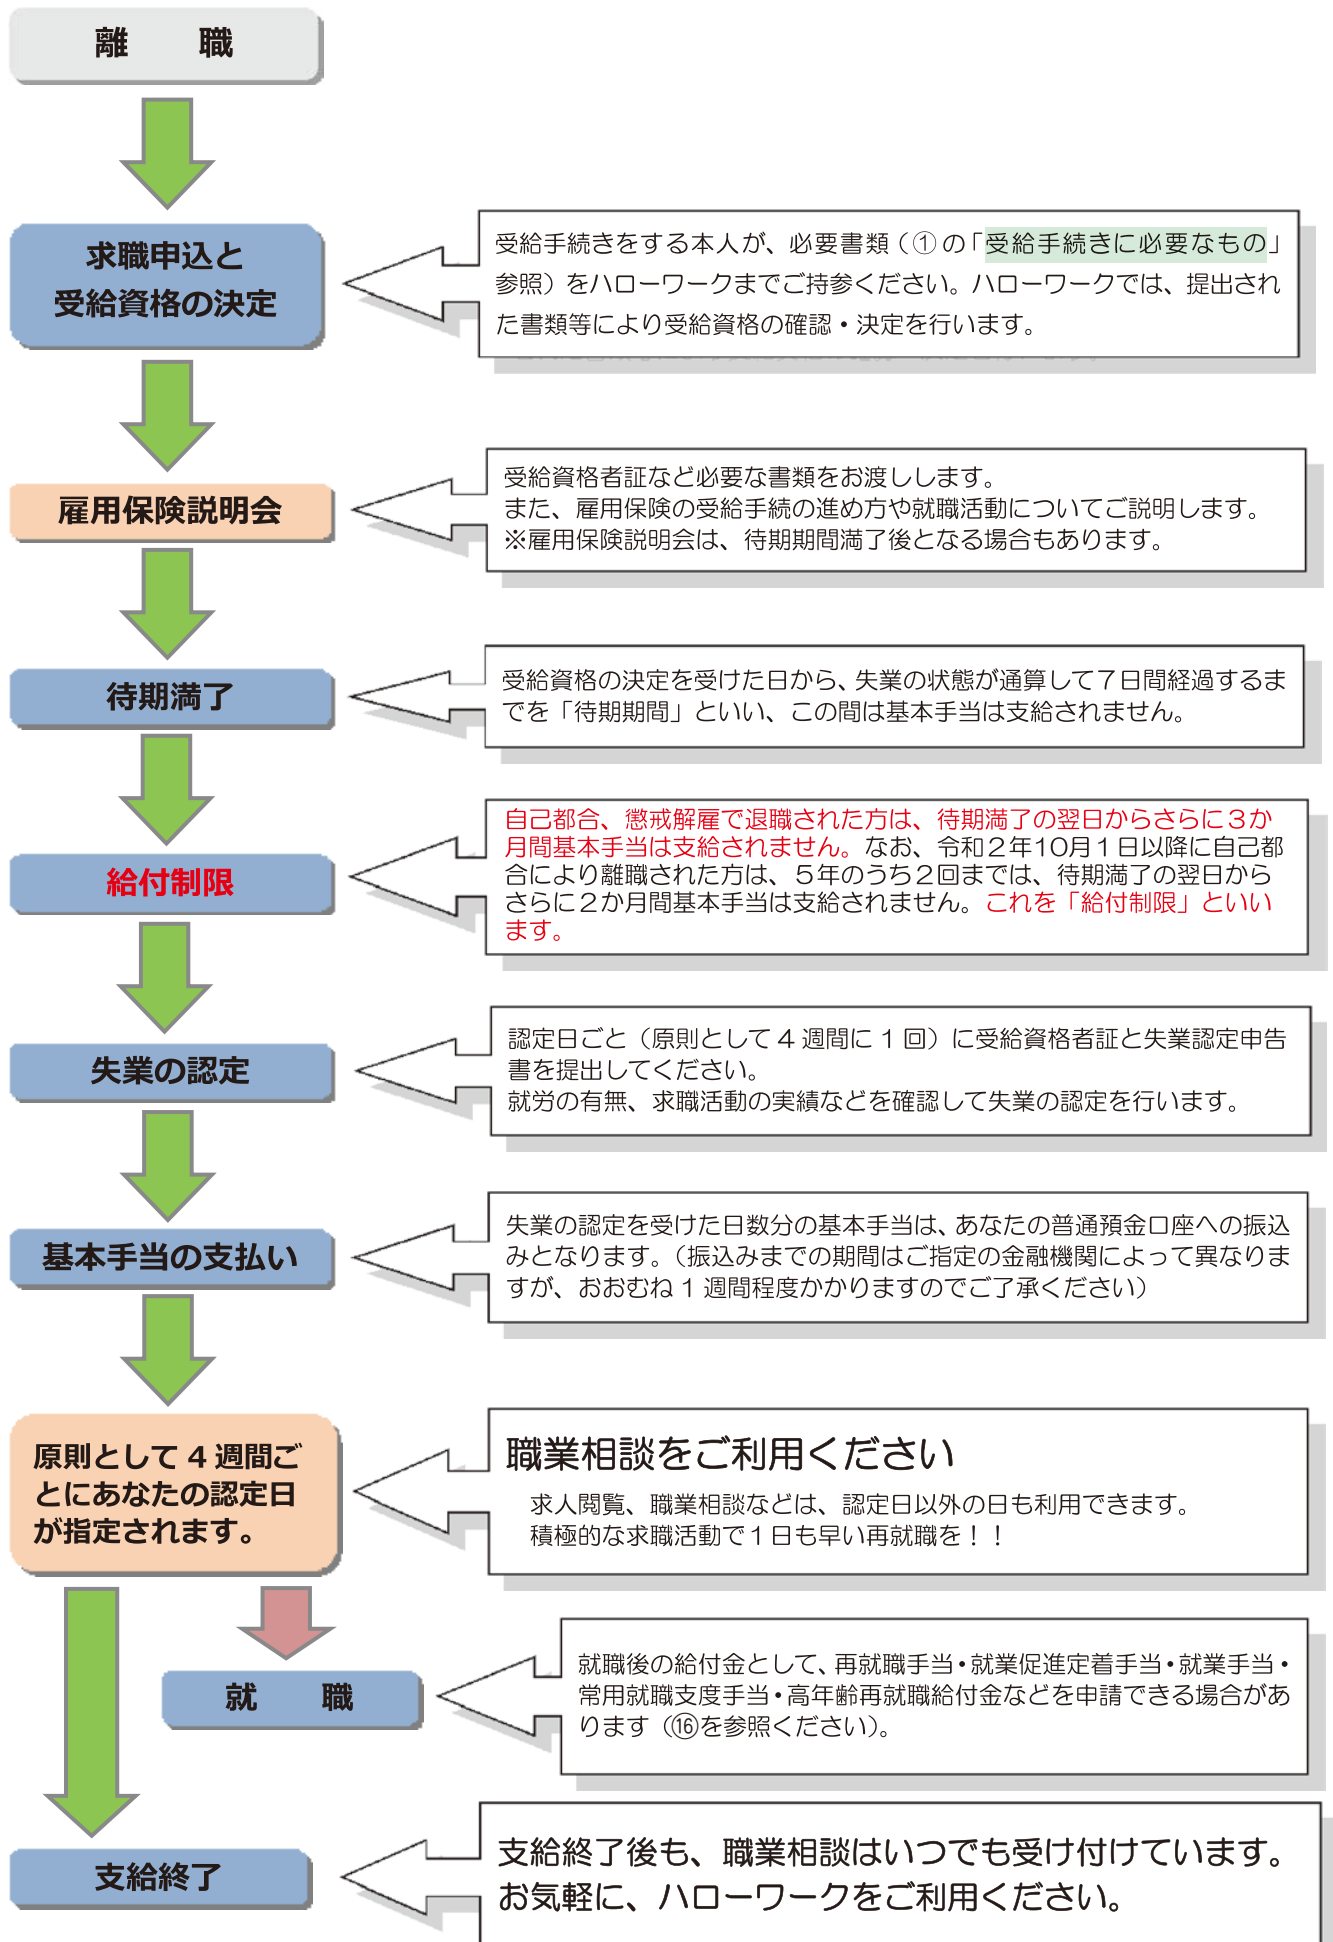 離　　職
求職申込と
受給資格の決定
受給手続きをする本人が、必要書類（①の「受給手続きに必要なもの」
参照）をハローワークまでご持参ください。ハローワークでは、提出され
た書類等により受給資格の確認・決定を行います。
雇用保険説明会
受給資格者証など必要な書類をお渡しします。
また、雇用保険の受給手続の進め方や就職活動についてご説明します。
※雇用保険説明会は、待期期間満了後となる場合もあります。
待期満了
受給資格の決定を受けた日から、失業の状態が通算して７日間経過するま
でを「待期期間」といい、この間は基本手当は支給されません。
給付制限
自己都合、懲戒解雇で退職された方は、待期満了の翌日からさらに３か
月間基本手当は支給されません。なお、令和２年10月１日以降に自己都
合により離職された方は、５年のうち２回までは、待期満了の翌日から
さらに２か月間基本手当は支給されません。これを「給付制限」といい
ます。
失業の認定
認定日ごと（原則として 4 週間に 1 回）に受給資格者証と失業認定申告
書を提出してください。
就労の有無、求職活動の実績などを確認して失業の認定を行います。
基本手当の支払い
失業の認定を受けた日数分の基本手当は、あなたの普通預金口座への振込
みとなります。（振込みまでの期間はご指定の金融機関によって異なりま
すが、おおむね 1 週間程度かかりますのでご了承ください）
原則として 4 週間ご
とにあなたの認定日
が指定されます。
職業相談をご利用ください
求人閲覧、職業相談などは、認定日以外の日も利用できます。
積極的な求職活動で１日も早い再就職を！！
就　　職
就職後の給付金として、再就職手当・就業促進定着手当・就業手当・
常用就職支度手当・高年齢再就職給付金などを申請できる場合があ
ります（⑯を参照ください）。
支給終了
支給終了後も、職業相談はいつでも受け付けています。
お気軽に、ハローワークをご利用ください。